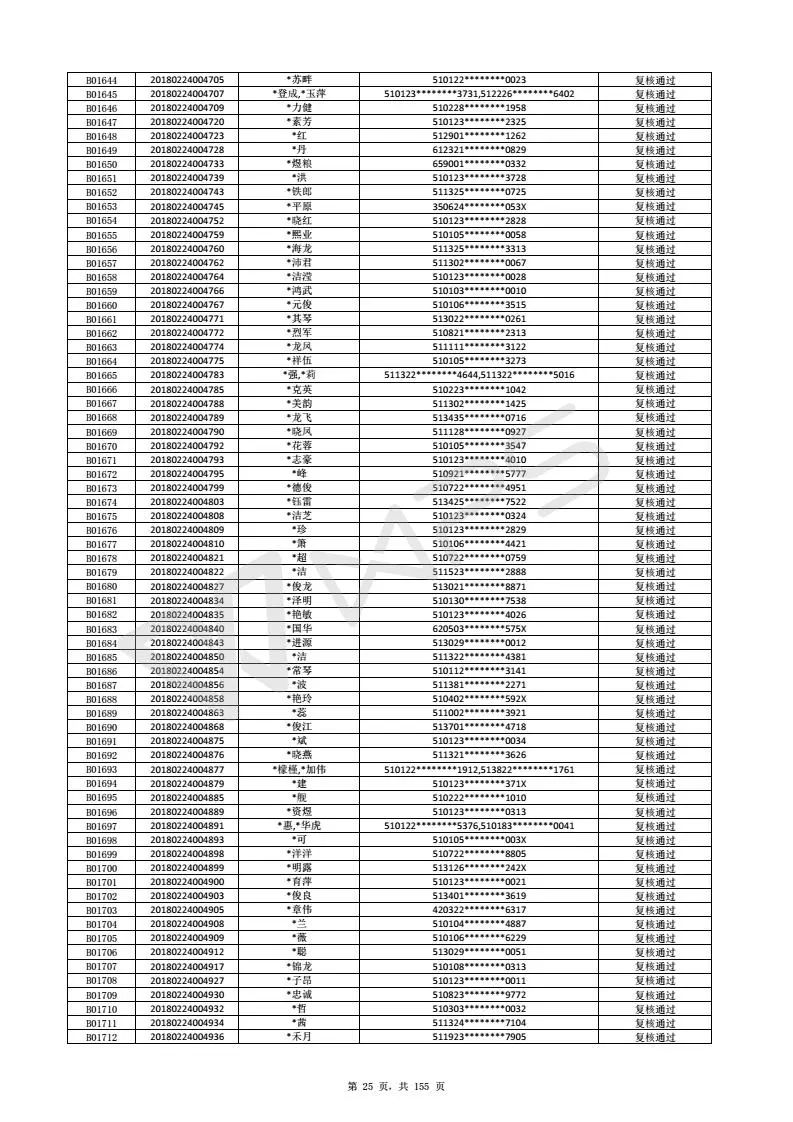 B01644 20180224004705 *苏畔 510122********0023 复核通过
B01645 20180224004707 *登成,*玉萍 510123********3731,512226********6402 复核通过
B01646 20180224004709 *力健 510228********1958 复核通过
B01647 20180224004720 *素芳 510123********2325 复核通过
B01648 20180224004723 *红 512901********1262 复核通过
B01649 20180224004728 *丹 612321********0829 复核通过
B01650 20180224004733 *煜粮 659001********0332 复核通过
B01651 20180224004739 *洪 510123********3728 复核通过
B01652 20180224004743 *铁郎 511325********0725 复核通过
B01653 20180224004745 *平原 350624********053X 复核通过
B01654 20180224004752 *晓红 510123********2828 复核通过
B01655 20180224004759 *熙业 510105********0058 复核通过
B01656 20180224004760 *海龙 511325********3313 复核通过
B01657 20180224004762 *沛君 511302********0067 复核通过
B01658 20180224004764 *洁滢 510123********0028 复核通过
B01659 20180224004766 *鸿武 510103********0010 复核通过
B01660 20180224004767 *元俊 510106********3515 复核通过
B01661 20180224004771 *其琴 513022********0261 复核通过
B01662 20180224004772 *烈军 510821********2313 复核通过
B01663 20180224004774 *龙凤 511111********3122 复核通过
B01664 20180224004775 *祥伍 510105********3273 复核通过
B01665 20180224004783 *强,*莉 511322********4644,511322********5016 复核通过
B01666 20180224004785 *克英 510223********1042 复核通过
B01667 20180224004788 *美韵 511302********1425 复核通过
B01668 20180224004789 *龙飞 513435********0716 复核通过
B01669 20180224004790 *晓凤 511128********0927 复核通过
B01670 20180224004792 *花蓉 510105********3547 复核通过
B01671 20180224004793 *志豪 510123********4010 复核通过
B01672 20180224004795 *峰 510921********5777 复核通过
B01673 20180224004799 *德俊 510722********4951 复核通过
B01674 20180224004803 *钰雷 513425********7522 复核通过
B01675 20180224004808 *洁芝 510123********0324 复核通过
B01676 20180224004809 *珍 510123********2829 复核通过
B01677 20180224004810 *箫 510106********4421 复核通过
B01678 20180224004821 *超 510722********0759 复核通过
B01679 20180224004822 *洁 511523********2888 复核通过
B01680 20180224004827 *俊龙 513021********8871 复核通过
B01681 20180224004834 *泽明 510130********7538 复核通过
B01682 20180224004835 *艳敏 510123********4026 复核通过
B01683 20180224004840 *国华 620503********575X 复核通过
B01684 20180224004843 *进源 513029********0012 复核通过
B01685 20180224004850 *洁 511322********4381 复核通过
B01686 20180224004854 *常琴 510112********3141 复核通过
B01687 20180224004856 *波 511381********2271 复核通过
B01688 20180224004858 *艳玲 510402********592X 复核通过
B01689 20180224004863 *蕊 511002********3921 复核通过
B01690 20180224004868 *俊江 513701********4718 复核通过
B01691 20180224004875 *斌 510123********0034 复核通过
B01692 20180224004876 *晓燕 511321********3626 复核通过
B01693 20180224004877 *檬槿,*加伟 510122********1912,513822********1761 复核通过
B01694 20180224004879 *建 510123********371X 复核通过
B01695 20180224004885 *舰 510222********1010 复核通过
B01696 20180224004889 *资煜 510123********0313 复核通过
B01697 20180224004891 *惠,*华虎 510122********5376,510183********0041 复核通过
B01698 20180224004893 *可 510105********003X 复核通过
B01699 20180224004898 *洋洋 510722********8805 复核通过
B01700 20180224004899 *明露 513126********242X 复核通过
B01701 20180224004900 *育萍 510123********0021 复核通过
B01702 20180224004903 *俊良 513401********3619 复核通过
B01703 20180224004905 *章伟 420322********6317 复核通过
B01704 20180224004908 *兰 510104********4887 复核通过
B01705 20180224004909 *薇 510106********6229 复核通过
B01706 20180224004912 *聪 513029********0051 复核通过
B01707 20180224004917 *锦龙 510108********0313 复核通过
B01708 20180224004927 *子昂 510123********0011 复核通过
B01709 20180224004930 *忠诚 510823********9772 复核通过
B01710 20180224004932 *哲 510303********0032 复核通过
B01711 20180224004934 *茜 511324********7104 复核通过
B01712 20180224004936 *禾月 511923********7905 复核通过
WPS
第 25 页, 共 155 页